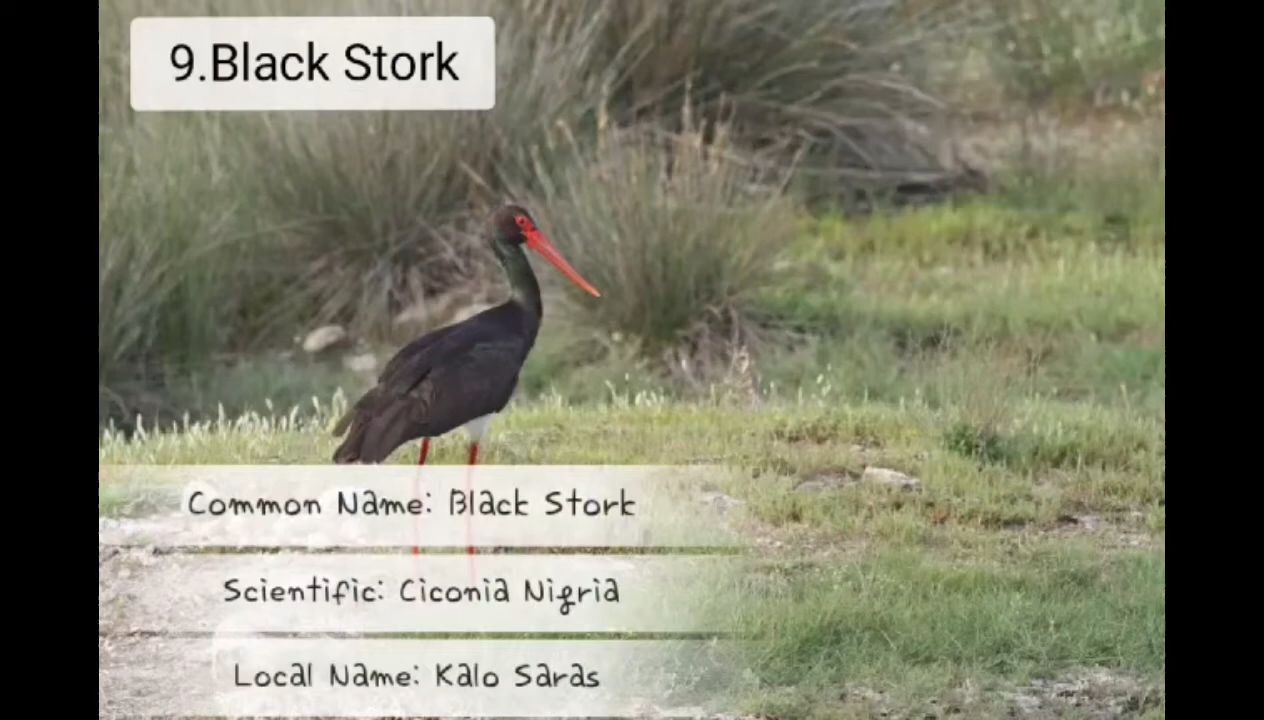 9.Black Stork
Common Name: Black Stork
Scientific: Ciconia Nigria
Local Name: Kalo Saras